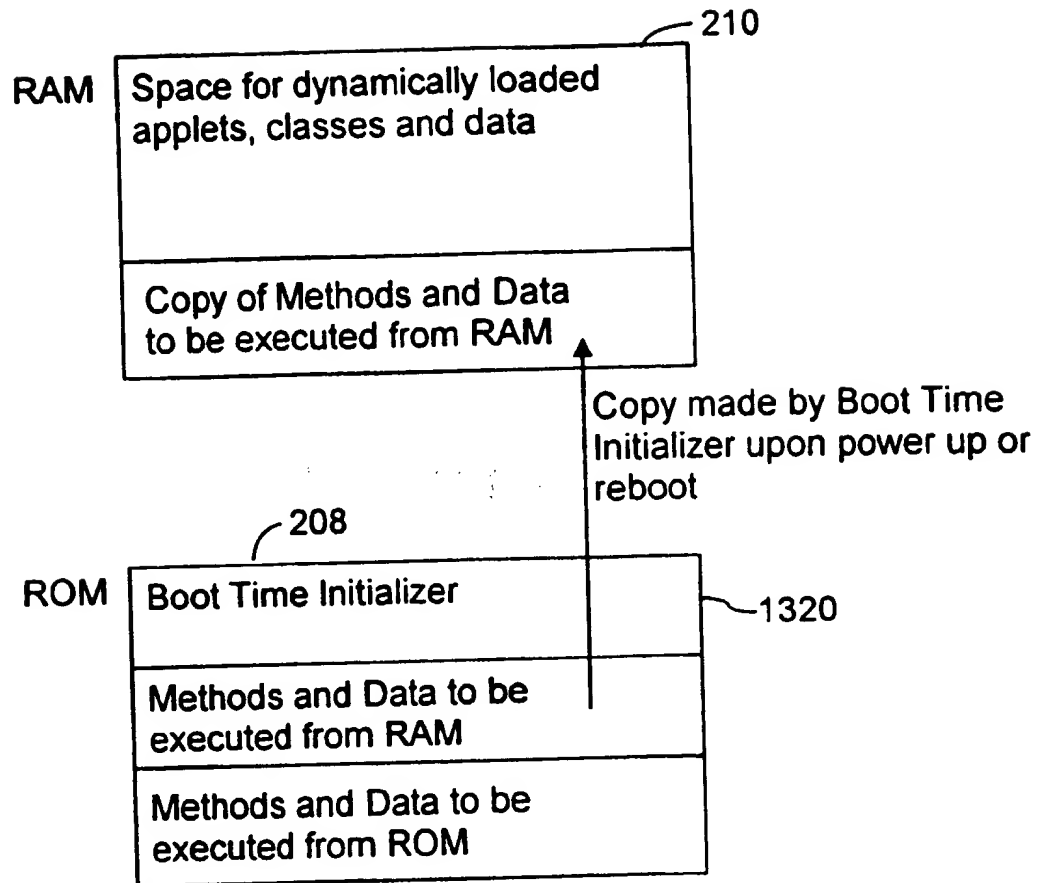 210
RAM
Space for dynamically loaded
applets, classes and data
Copy of Methods and Data
to be executed from RAM
Copy made by Boot Time
Initializer upon power up or
reboot
208
ROM
Boot Time Initializer
1320
Methods and Data to be
executed from RAM
Methods and Data to be
executed from ROM